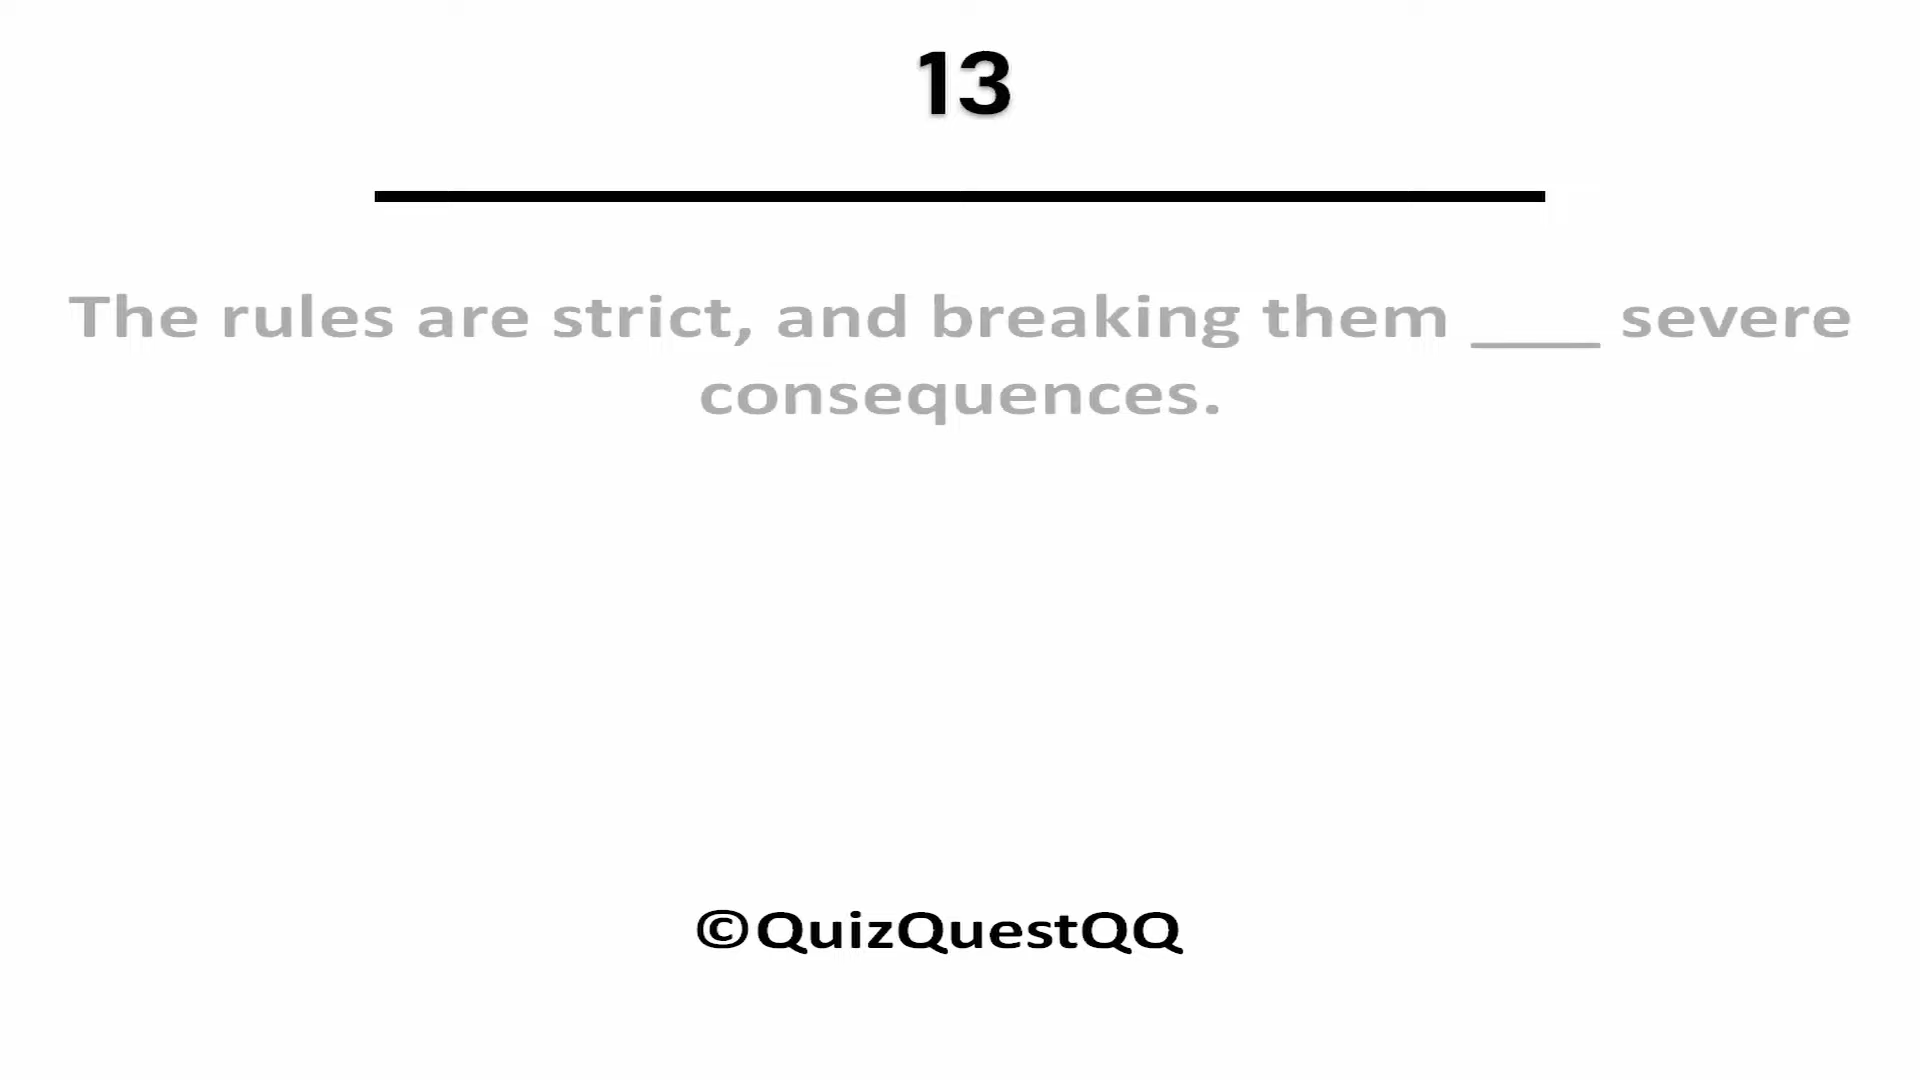 13
The rules are strict, and breaking them ____ severe
consequences.
©QuizQuestQQ